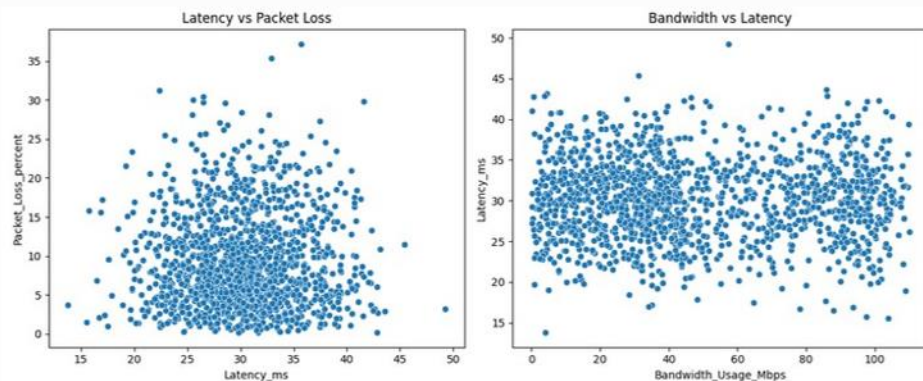 Latency vs Packet Loss
Packet_Loss_percent
35
30
25
20
15
10
5
0
15 20 25 30 35 40 45 50
Latency_ms
Bandwidth vs Latency
Latency_ms
50
45
40
35
30
25
20
15
0 20 40 60 80 100
Bandwidth_Usage_Mbps